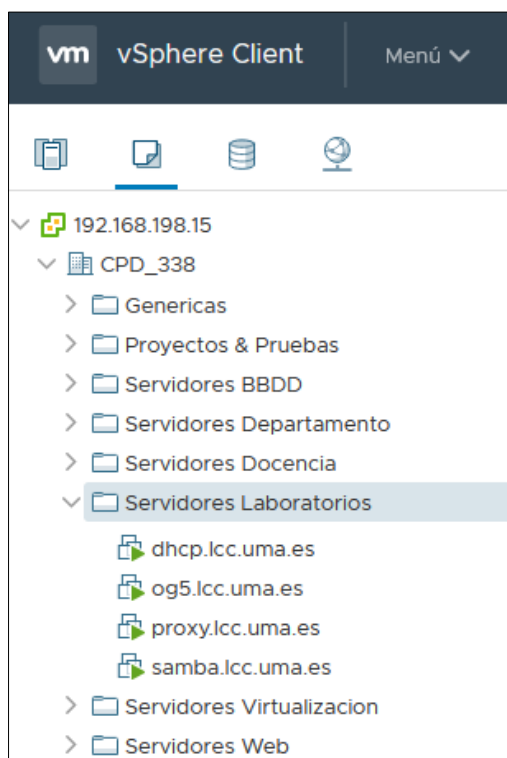 vm vSphere Client Menú
192.168.198.15
CPD_338
Genericas
Proyectos & Pruebas
Servidores BBDD
Servidores Departamento
Servidores Docencia
Servidores Laboratorios
dhcp.lcc.uma.es
og5.lcc.uma.es
proxy.lcc.uma.es
samba.lcc.uma.es
Servidores Virtualizacion
Servidores Web